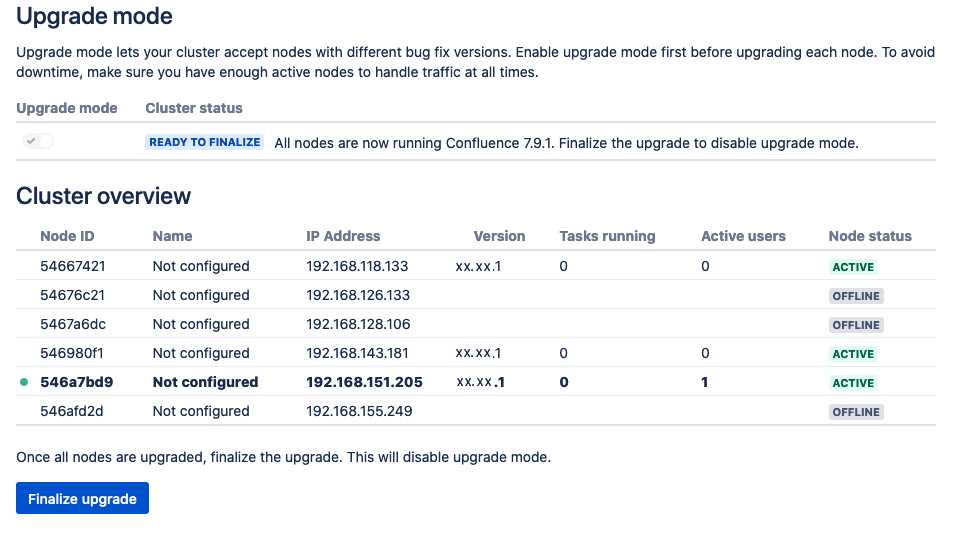 Upgrade mode
Upgrade mode lets your cluster accept nodes with different bug fix versions. Enable upgrade mode first before upgrading each node. To avoid
downtime, make sure you have enough active nodes to handle traffic at all times.
Upgrade mode Cluster status
READY TO FINALIZE All nodes are now running Confluence 7.9.1. Finalize the upgrade to disable upgrade mode.
Cluster overview
Node ID Name IP Address Version Tasks running Active users Node status
54667421 Not configured 192.168.118.133 xx.xx.1 0 0 ACTIVE
54676c21 Not configured 192.168.126.133 OFFLINE
5467a6dc Not configured 192.168.128.106 OFFLINE
546980f1 Not configured 192.168.143.181 xx.xx.1 0 0 ACTIVE
546a7bd9 Not configured 192.168.151.205 xx.xx.1 0 1 ACTIVE
546afd2d Not configured 192.168.155.249 OFFLINE
Once all nodes are upgraded, finalize the upgrade. This will disable upgrade mode.
Finalize upgrade